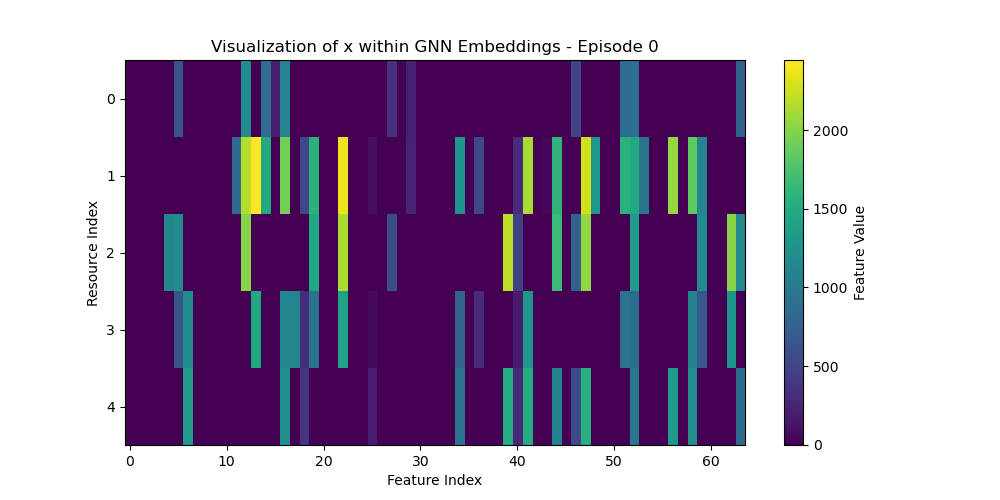 Visualization of x within GNN Embeddings - Episode 0
Resource Index
0
1
2
3
4
0 10 20 30 40 50 60
Feature Index
2000
1500
1000
500
0
Feature Value